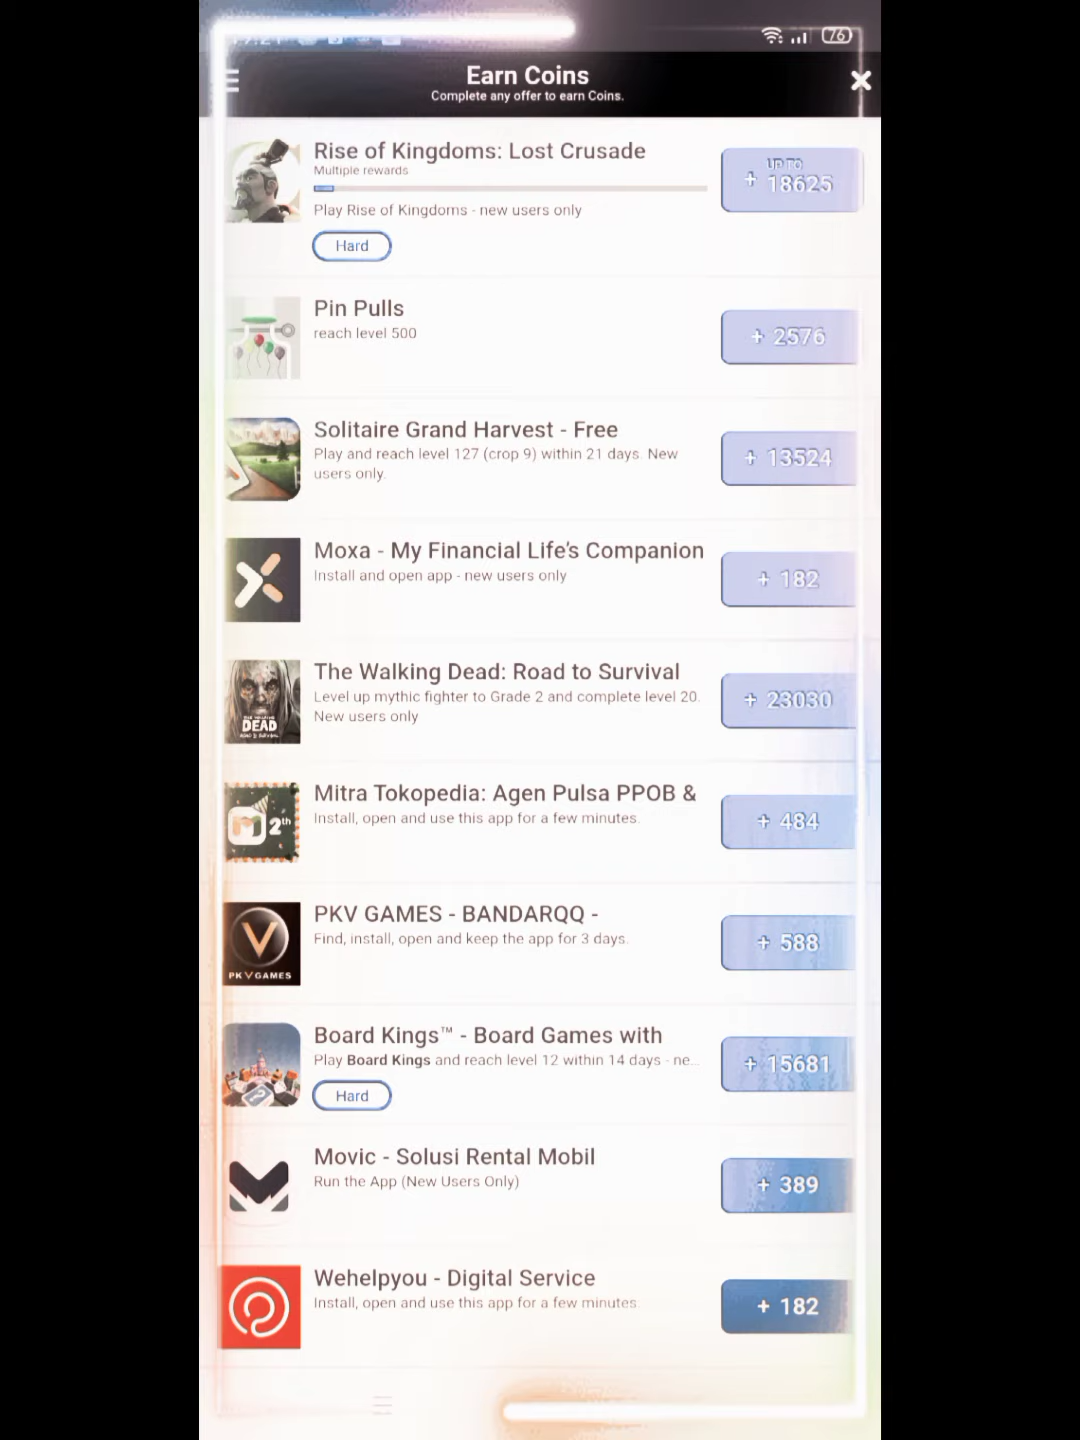 76
Earn Coins
Complete any offer to earn Coins.
Rise of Kingdoms: Lost Crusade
Multiple rewards
UP TO
+ 18625
Play Rise of Kingdoms - new users only
Hard
Pin Pulls
reach level 500
+ 2576
Solitaire Grand Harvest - Free
Play and reach level 127 (crop 9) within 21 days. New
users only.
+ 13524
Moxa - My Financial Life's Companion
Install and open app - new users only
+ 182
The Walking Dead: Road to Survival
Level up mythic fighter to Grade 2 and complete level 20.
New users only
+ 23030
DEAD
Mitra Tokopedia: Agen Pulsa PPOB &
Install, open and use this app for a few minutes.
+ 484
2th
PKV GAMES - BANDARQQ -
Find, install, open and keep the app for 3 days.
+ 588
PKV GAMES
Board Kings™ - Board Games with
Play Board Kings and reach level 12 within 14 days - ne...
+ 15681
Hard
Movic - Solusi Rental Mobil
Run the App (New Users Only)
+ 389
Wehelpyou - Digital Service
Install, open and use this app for a few minutes.
+ 182